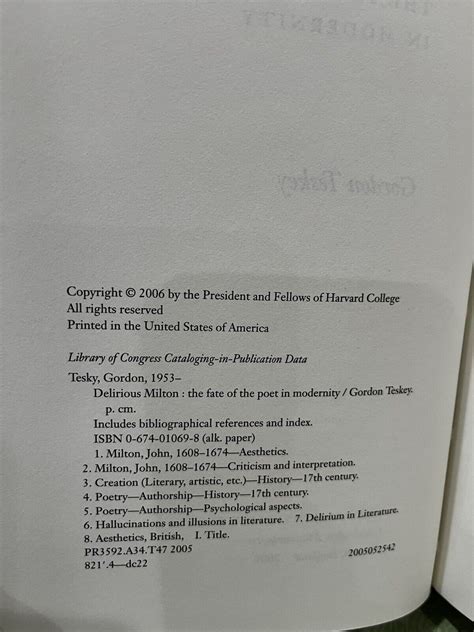 IN MODERNITY
Gordon Teskey
Copyright © 2006 by the President and Fellows of Harvard College
All rights reserved
Printed in the United States of America
Library of Congress Cataloging-in-Publication Data
Tesky, Gordon, 1953–
Delirious Milton : the fate of the poet in modernity / Gordon Teskey.
p. cm.
Includes bibliographical references and index.
ISBN 0-674-01069-8 (alk. paper)
1. Milton, John, 1608–1674—Aesthetics.
2. Milton, John, 1608–1674—Criticism and interpretation.
3. Creation (Literary, artistic, etc.)—History—17th century.
4. Poetry—Authorship—History—17th century.
5. Poetry—Authorship—Psychological aspects.
6. Hallucinations and illusions in literature. 7. Delirium in Literature.
8. Aesthetics, British, I. Title.
PR3592.A34.T47 2005
821'.4—dc22 2005052542